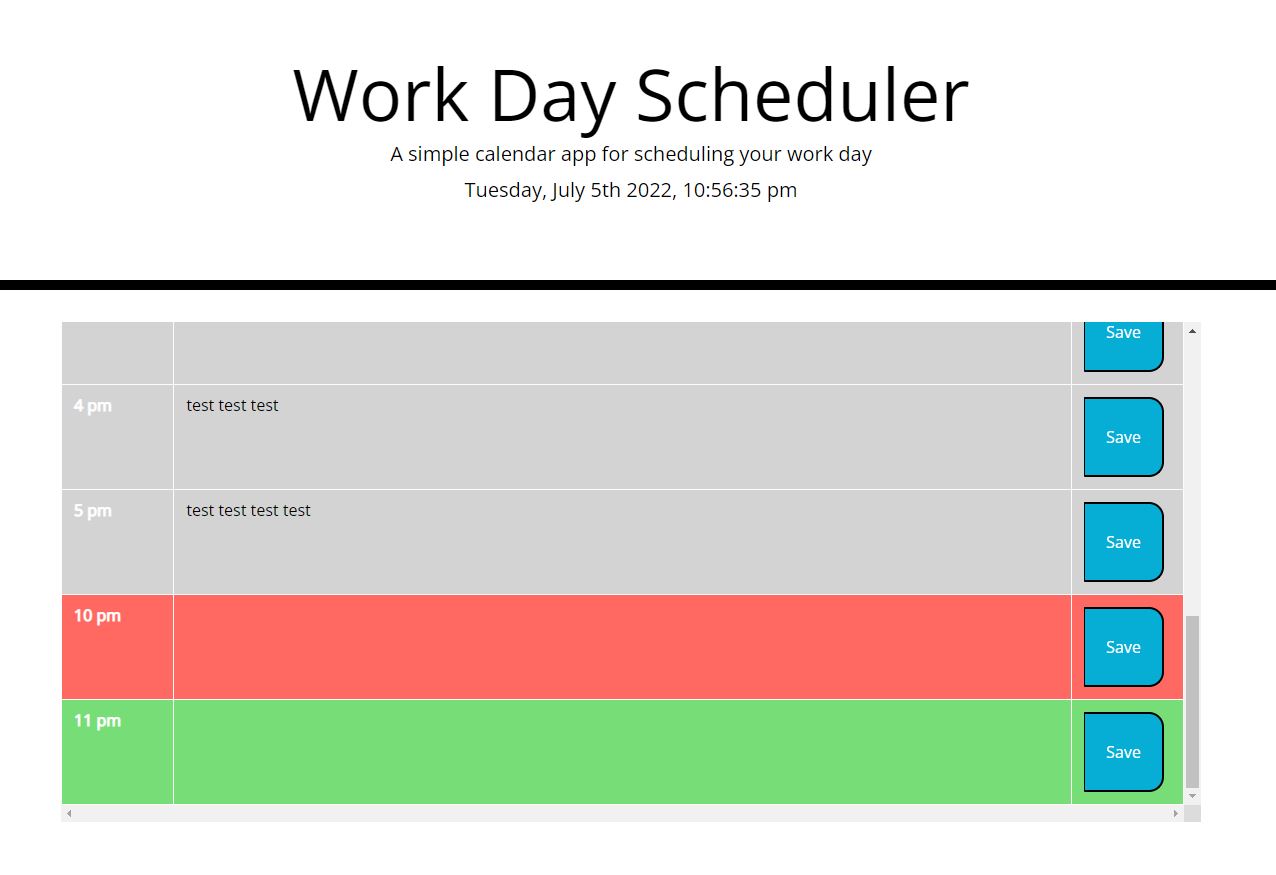 Work Day Scheduler
A simple calendar app for scheduling your work day
Tuesday, July 5th 2022, 10:56:35 pm
Save
4 pm test test test Save
5 pm test test test test Save
10 pm Save
11 pm Save